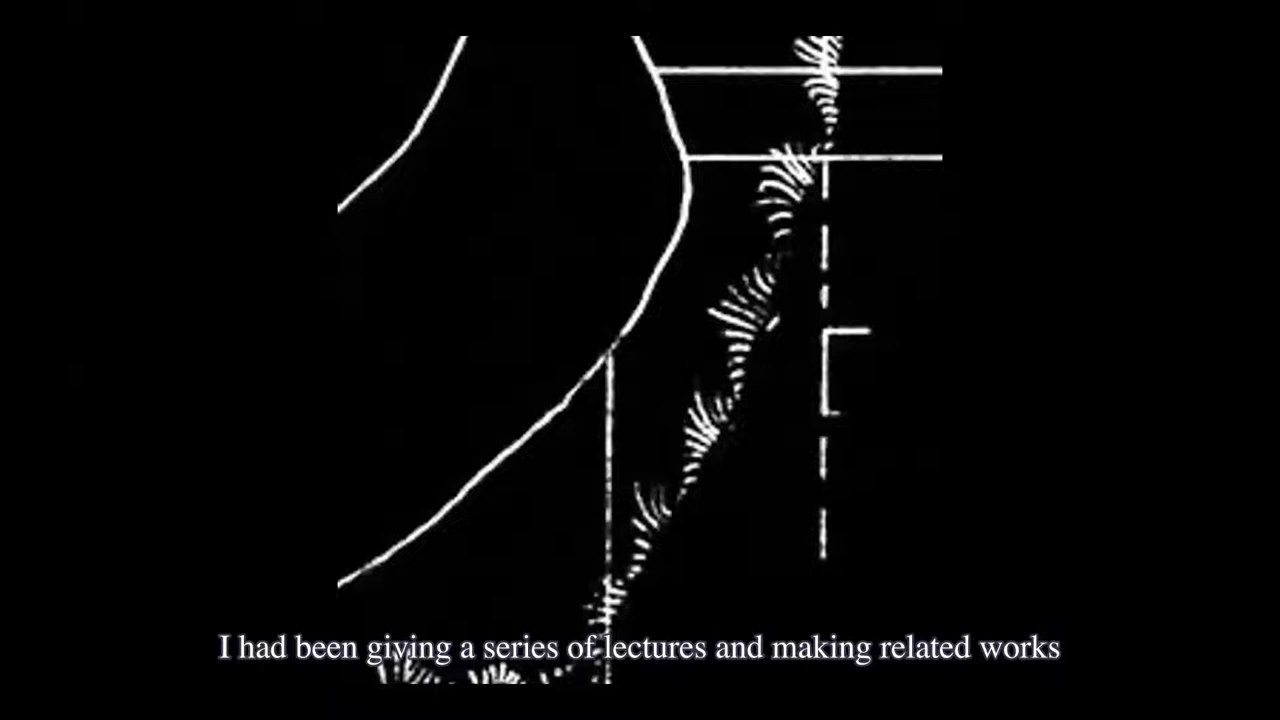 I had been giving a series of lectures and making related works